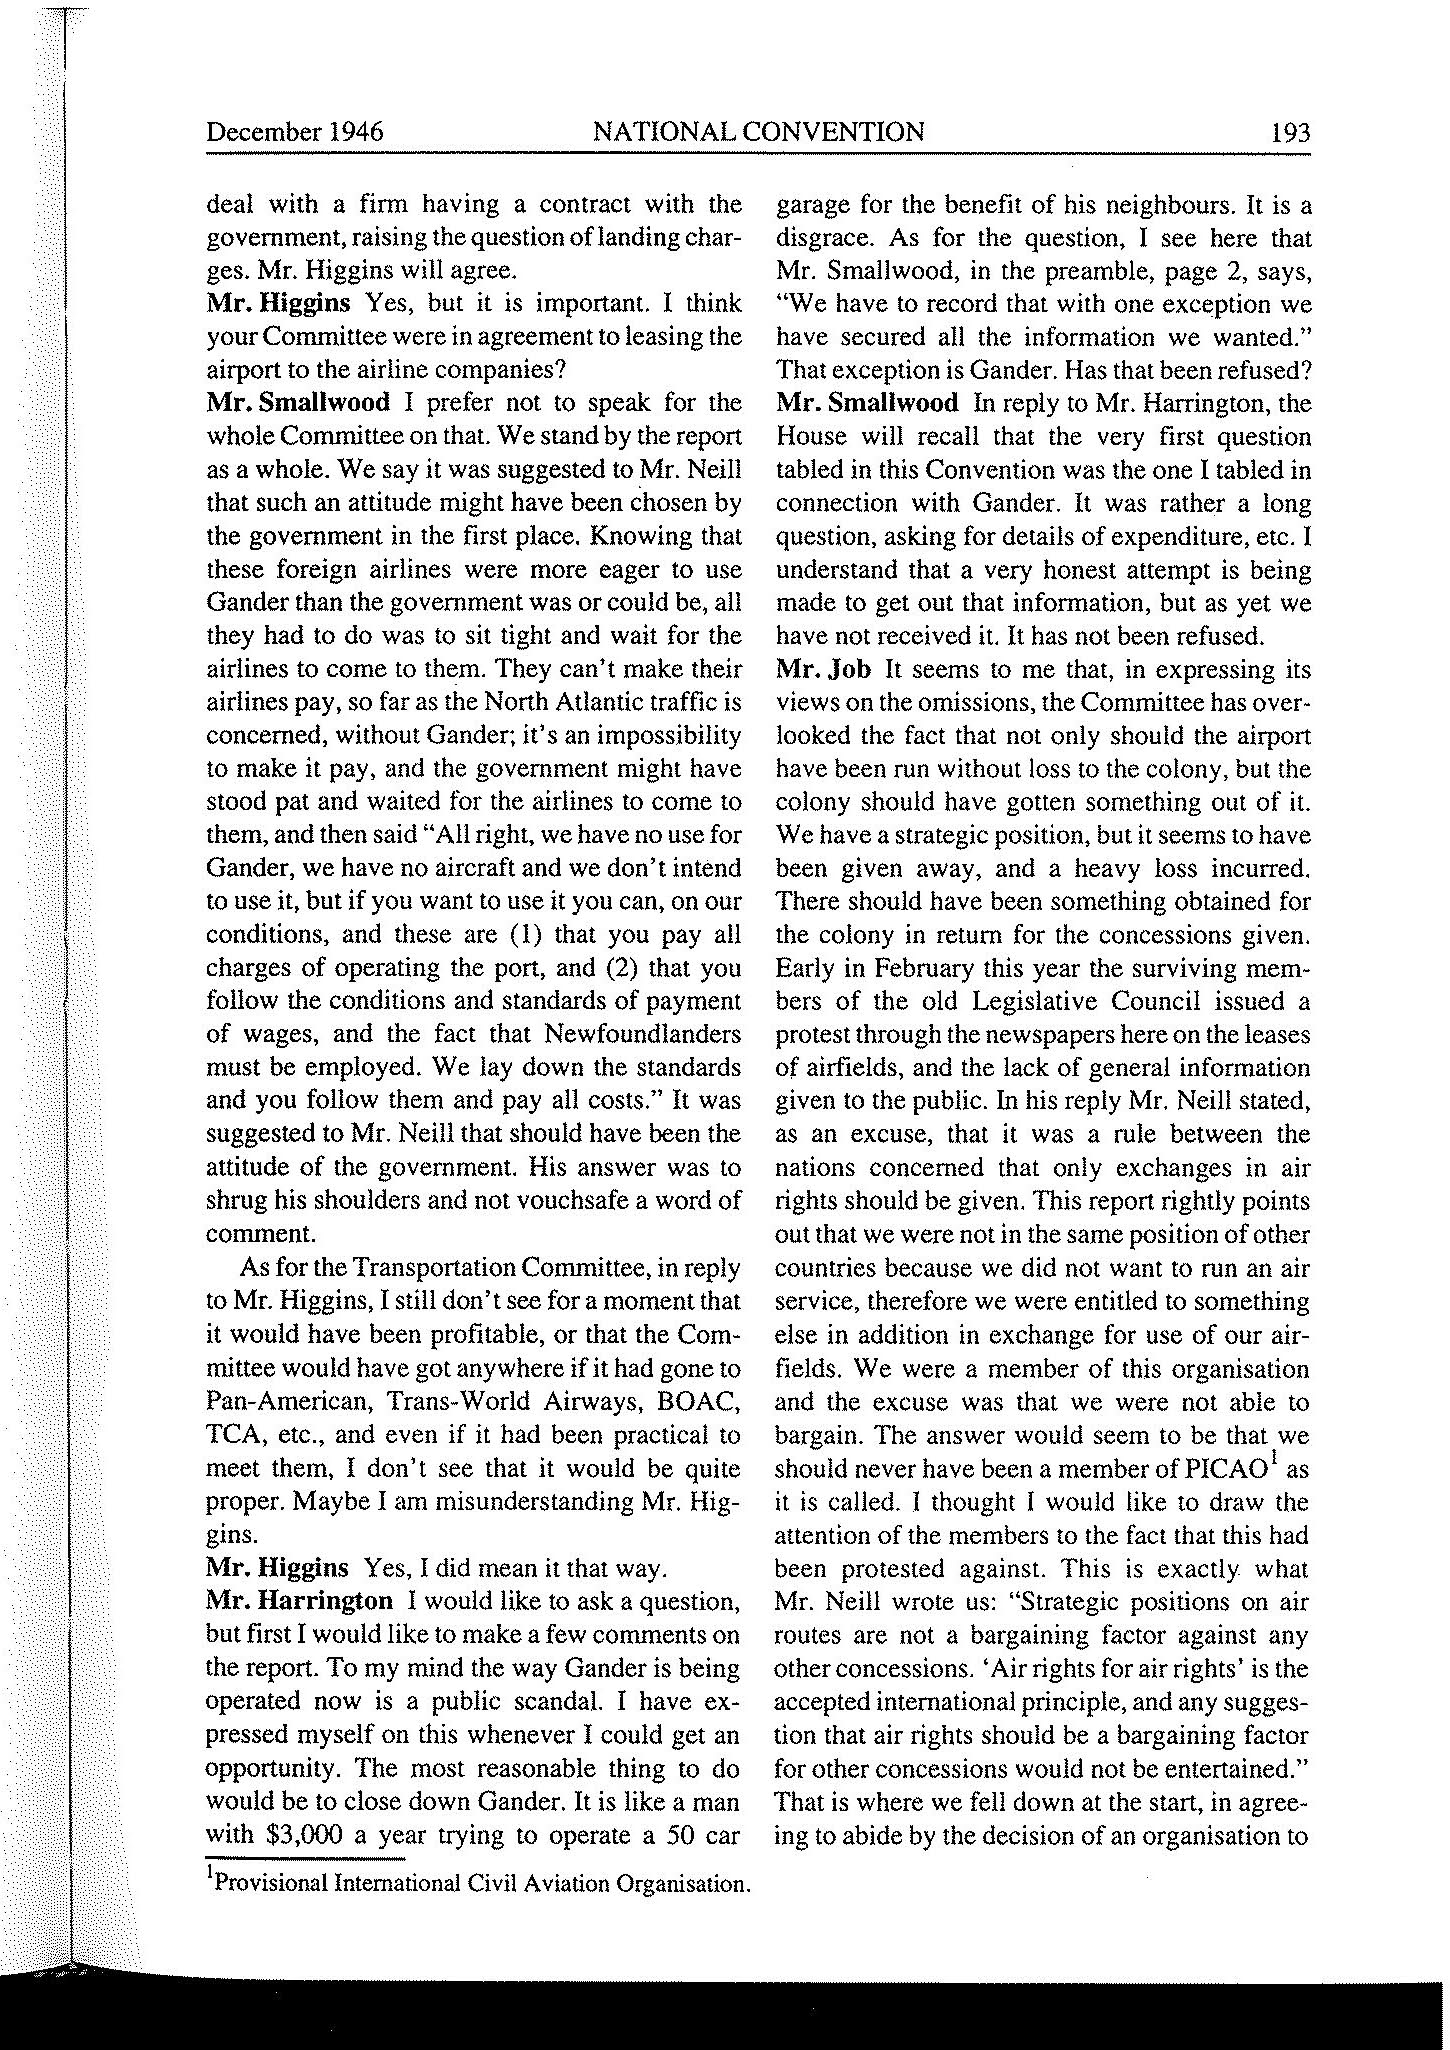 December 1946 NATIONAL CONVENTION 193
deal with a firm having a contract with the
government, raising the question of landing char-
ges. Mr. Higgins will agree.
Mr. Higgins Yes, but it is important. I think
your Committee were in agreement to leasing the
airport to the airline companies?
Mr. Smallwood I prefer not to speak for the
whole Committee on that. We stand by the report
as a whole. We say it was suggested to Mr. Neill
that such an attitude might have been chosen by
the government in the first place. Knowing that
these foreign airlines were more eager to use
Gander than the government was or could be, all
they had to do was to sit tight and wait for the
airlines to come to them. They can't make their
airlines pay, so far as the North Atlantic traffic is
concerned, without Gander; it's an impossibility
to make it pay, and the government might have
stood pat and waited for the airlines to come to
them, and then said “All right, we have no use for
Gander, we have no aircraft and we don't intend
to use it, but if you want to use it you can, on our
conditions, and these are (1) that you pay all
charges of operating the port, and (2) that you
follow the conditions and standards of payment
of wages, and the fact that Newfoundlanders
must be employed. We lay down the standards
and you follow them and pay all costs.” It was
suggested to Mr. Neill that should have been the
attitude of the government. His answer was to
shrug his shoulders and not vouchsafe a word of
comment.
As for the Transportation Committee, in reply
to Mr. Higgins, I still don't see for a moment that
it would have been profitable, or that the Com-
mittee would have got anywhere if it had gone to
Pan-American, Trans-World Airways, BOAC,
TCA, etc., and even if it had been practical to
meet them, I don't see that it would be quite
proper. Maybe I am misunderstanding Mr. Hig-
gins.
Mr. Higgins Yes, I did mean it that way.
Mr. Harrington I would like to ask a question,
but first I would like to make a few comments on
the report. To my mind the way Gander is being
operated now is a public scandal. I have ex-
pressed myself on this whenever I could get an
opportunity. The most reasonable thing to do
would be to close down Gander. It is like a man
with $3,000 a year trying to operate a 50 car
garage for the benefit of his neighbours. It is a
disgrace. As for the question, I see here that
Mr. Smallwood, in the preamble, page 2, says,
“We have to record that with one exception we
have secured all the information we wanted.”
That exception is Gander. Has that been refused?
Mr. Smallwood In reply to Mr. Harrington, the
House will recall that the very first question
tabled in this Convention was the one I tabled in
connection with Gander. It was rather a long
question, asking for details of expenditure, etc. I
understand that a very honest attempt is being
made to get out that information, but as yet we
have not received it. It has not been refused.
Mr. Job It seems to me that, in expressing its
views on the omissions, the Committee has over-
looked the fact that not only should the airport
have been run without loss to the colony, but the
colony should have gotten something out of it.
We have a strategic position, but it seems to have
been given away, and a heavy loss incurred.
There should have been something obtained for
the colony in return for the concessions given.
Early in February this year the surviving mem-
bers of the old Legislative Council issued a
protest through the newspapers here on the leases
of airfields, and the lack of general information
given to the public. In his reply Mr. Neill stated,
as an excuse, that it was a rule between the
nations concerned that only exchanges in air
rights should be given. This report rightly points
out that we were not in the same position of other
countries because we did not want to run an air
service, therefore we were entitled to something
else in addition in exchange for use of our air-
fields. We were a member of this organisation
and the excuse was that we were not able to
bargain. The answer would seem to be that we
should never have been a member of PICAO¹ as
it is called. I thought I would like to draw the
attention of the members to the fact that this had
been protested against. This is exactly what
Mr. Neill wrote us: “Strategic positions on air
routes are not a bargaining factor against any
other concessions. ‘Air rights for air rights’ is the
accepted international principle, and any sugges-
tion that air rights should be a bargaining factor
for other concessions would not be entertained.”
That is where we fell down at the start, in agree-
ing to abide by the decision of an organisation to
¹Provisional International Civil Aviation Organisation.